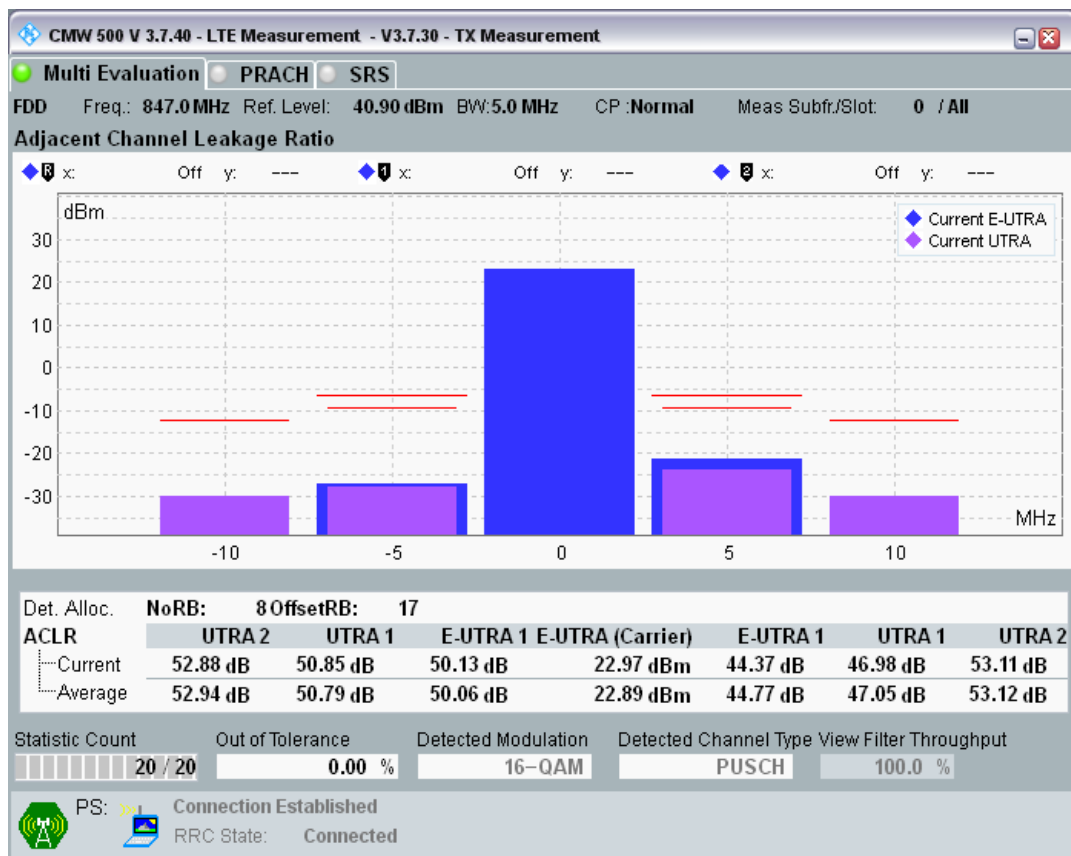 CMW 500 V 3.7.40 - LTE Measurement - V3.7.30 - TX Measurement
Multi Evaluation PRACH SRS
FDD Freq.: 847.0 MHz Ref. Level: 40.90 dBm BW:5.0 MHz CP :Normal Meas Subfr./Slot: 0 / All
Adjacent Channel Leakage Ratio
R x: Off y: --- 1 x: Off y: --- 2 x: Off y: ---
dBm
Current E-UTRA
Current UTRA
30
20
10
0
-10
-20
-30
MHz
-10 -5 0 5 10
Det. Alloc. NoRB: 8 OffsetRB: 17
ACLR UTRA 2 UTRA 1 E-UTRA 1 E-UTRA (Carrier) E-UTRA 1 UTRA 1 UTRA 2
Current 52.88 dB 50.85 dB 50.13 dB 22.97 dBm 44.37 dB 46.98 dB 53.11 dB
Average 52.94 dB 50.79 dB 50.06 dB 22.89 dBm 44.77 dB 47.05 dB 53.12 dB
Statistic Count Out of Tolerance Detected Modulation Detected Channel Type View Filter Throughput
20 / 20 0.00 % 16-QAM PUSCH 100.0 %
PS: Connection Established
RRC State: Connected